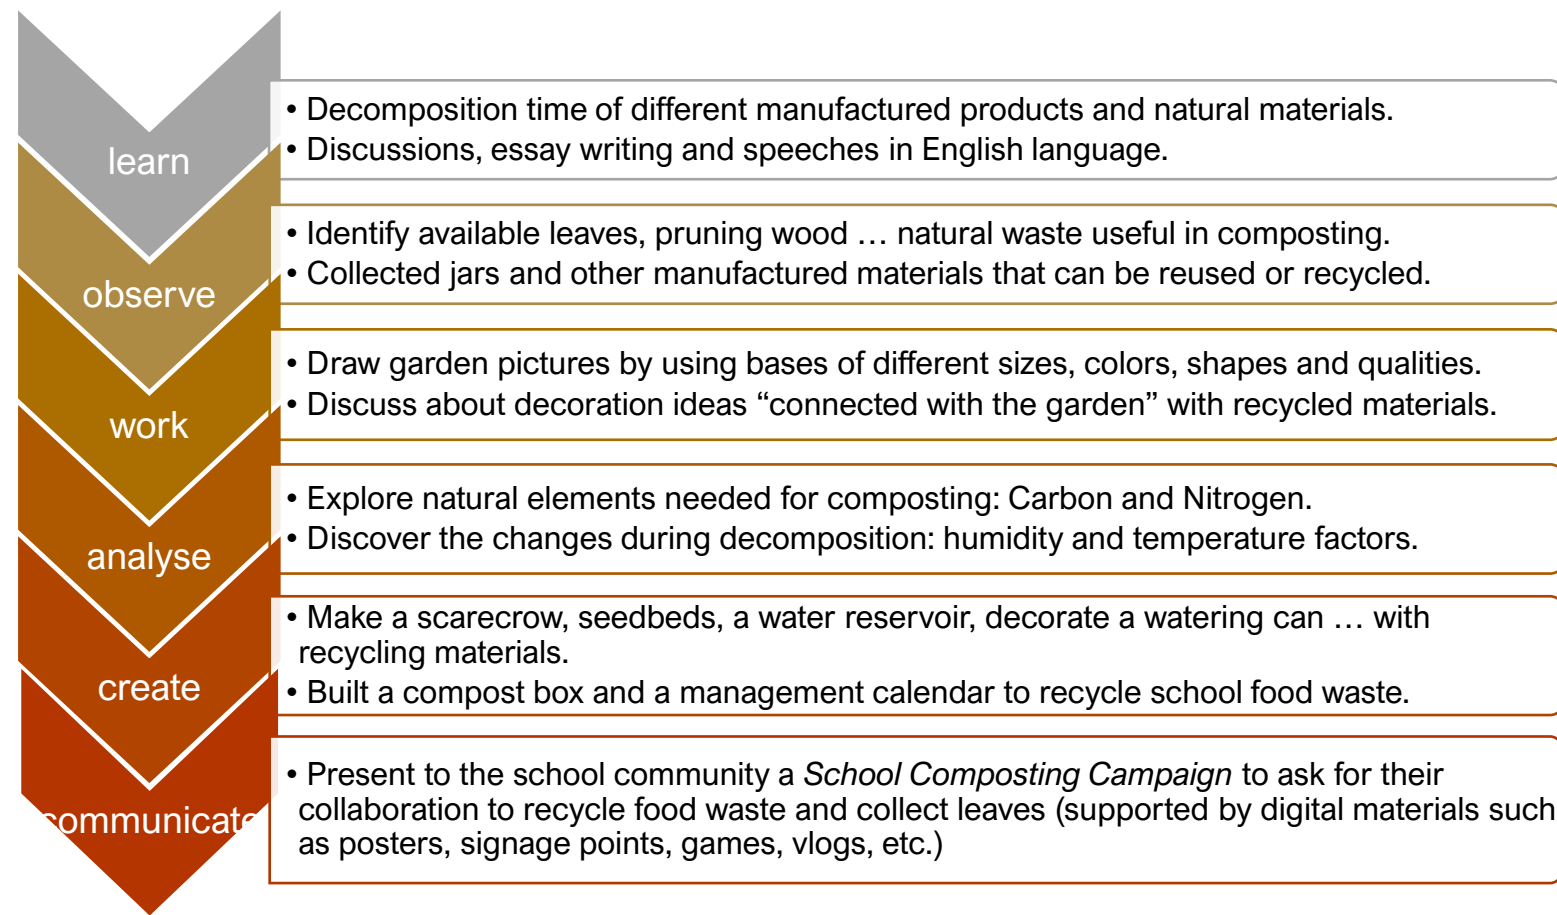 learn
• Decomposition time of different manufactured products and natural materials.
• Discussions, essay writing and speeches in English language.
observe
• Identify available leaves, pruning wood … natural waste useful in composting.
• Collected jars and other manufactured materials that can be reused or recycled.
work
• Draw garden pictures by using bases of different sizes, colors, shapes and qualities.
• Discuss about decoration ideas “connected with the garden” with recycled materials.
analyse
• Explore natural elements needed for composting: Carbon and Nitrogen.
• Discover the changes during decomposition: humidity and temperature factors.
create
• Make a scarecrow, seedbeds, a water reservoir, decorate a watering can … with
recycling materials.
• Built a compost box and a management calendar to recycle school food waste.
communicate
• Present to the school community a School Composting Campaign to ask for their
collaboration to recycle food waste and collect leaves (supported by digital materials such
as posters, signage points, games, vlogs, etc.)